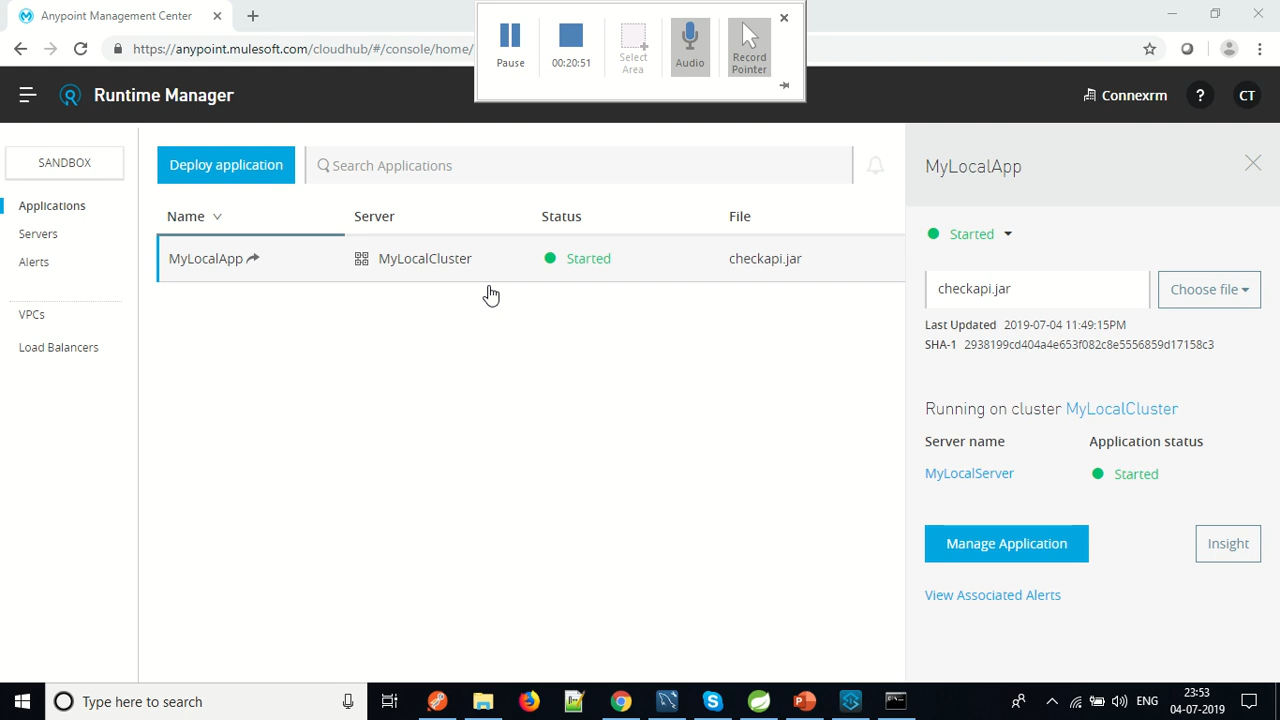 Anypoint Management Center
https://anypoint.mulesoft.com/cloudhub/#/console/home/
Pause
00:20:51
Select Area
Audio
Record Pointer
Runtime Manager
Connexrm
?
CT
SANDBOX
Applications
Servers
Alerts
VPCs
Load Balancers
Deploy application
Search Applications
Name Server Status File
MyLocalApp MyLocalCluster Started checkapi.jar
MyLocalApp
Started
checkapi.jar
Choose file
Last Updated 2019-07-04 11:49:15PM
SHA-1 2938199cd404a4e653f082c8e5556859d17158c3
Running on cluster MyLocalCluster
Server name Application status
MyLocalServer Started
Manage Application
Insight
View Associated Alerts
Type here to search
ENG
23:53
04-07-2019